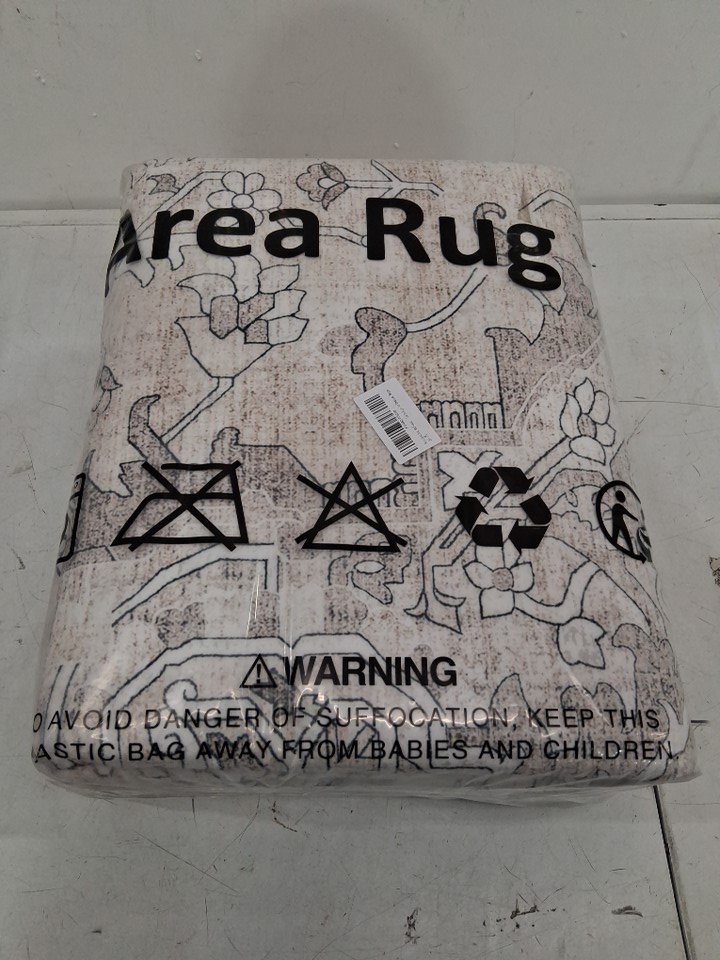 Area Rug
WARNING
O AVOID DANGER OF SUFFOCATION, KEEP THIS
ASTIC BAG AWAY FROM BABIES AND CHILDREN.